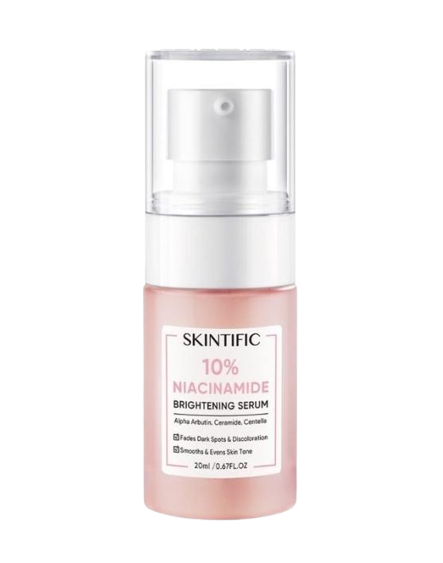 SKINTIFIC
10%
NIACINAMIDE
BRIGHTENING SERUM
Alpha Arbutin, Ceramide, Centella
Fades Dark Spots & Discoloration
Smooths & Evens Skin Tone
20ml /0.67FL.OZ